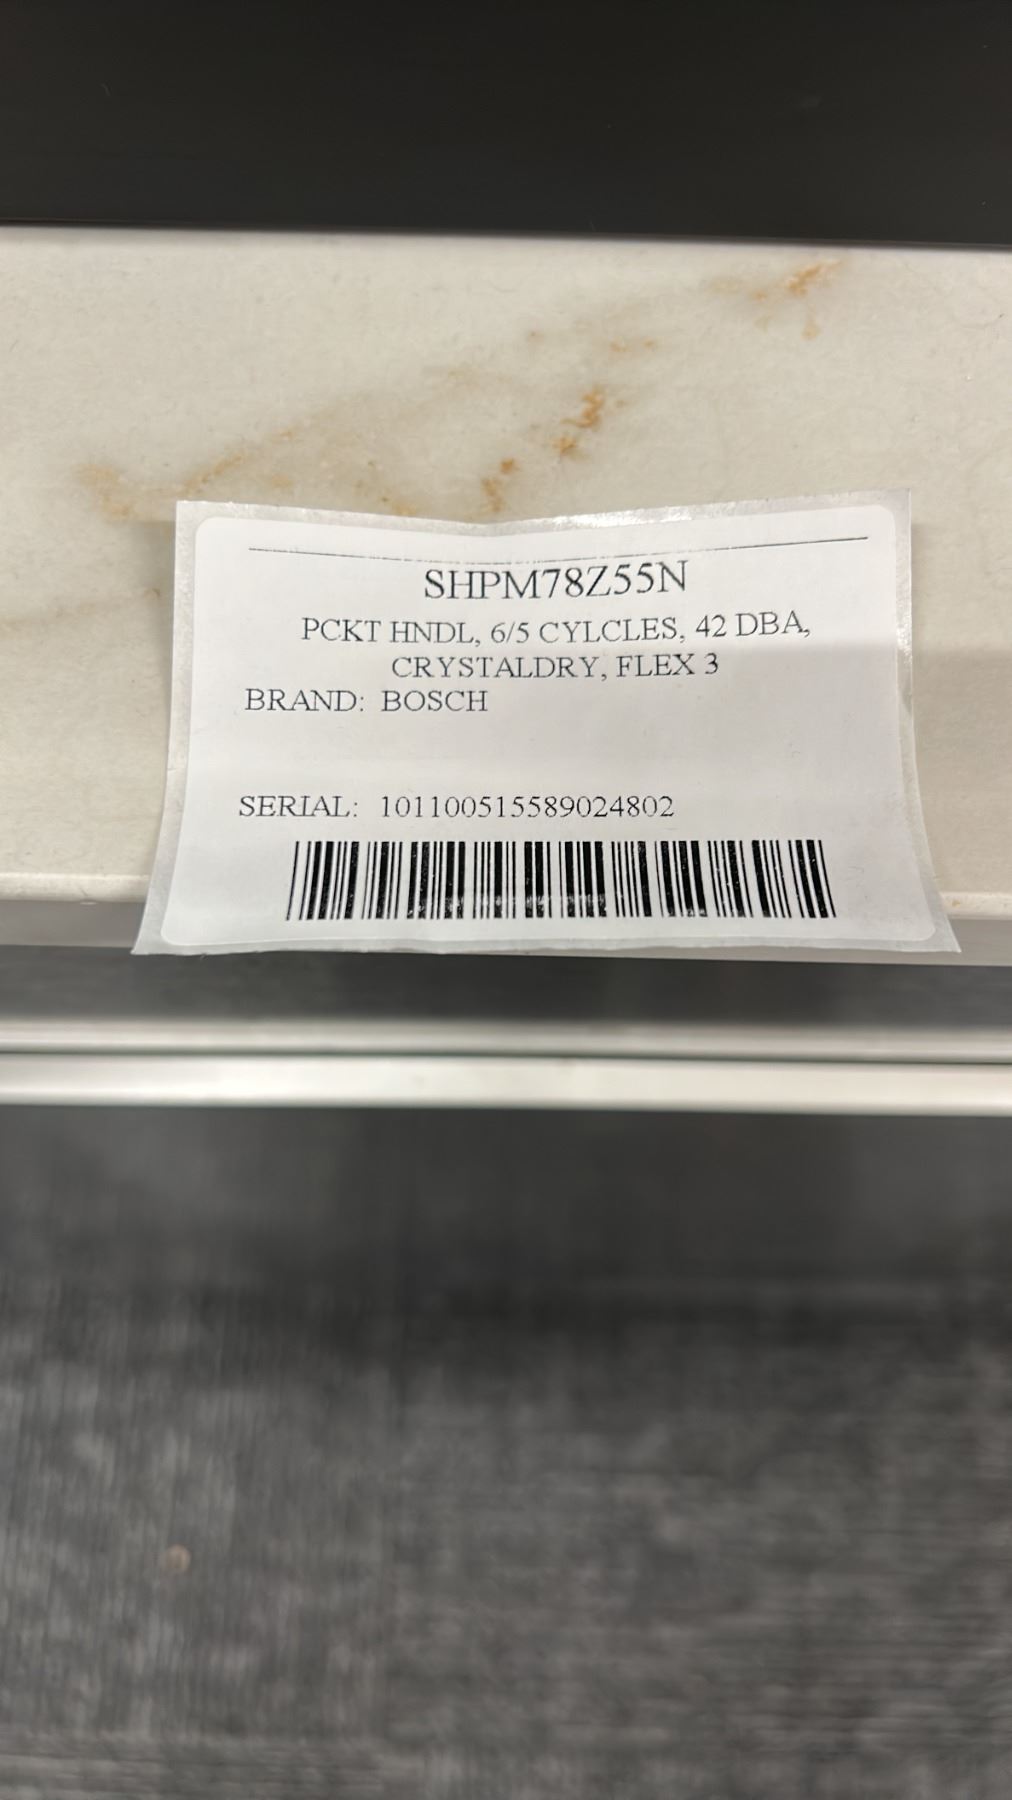 SHPM78Z55N
PCKT HNDL, 6/5 CYLCLES, 42 DBA,
CRYSTALDRY, FLEX 3
BRAND: BOSCH
SERIAL: 101100515589024802